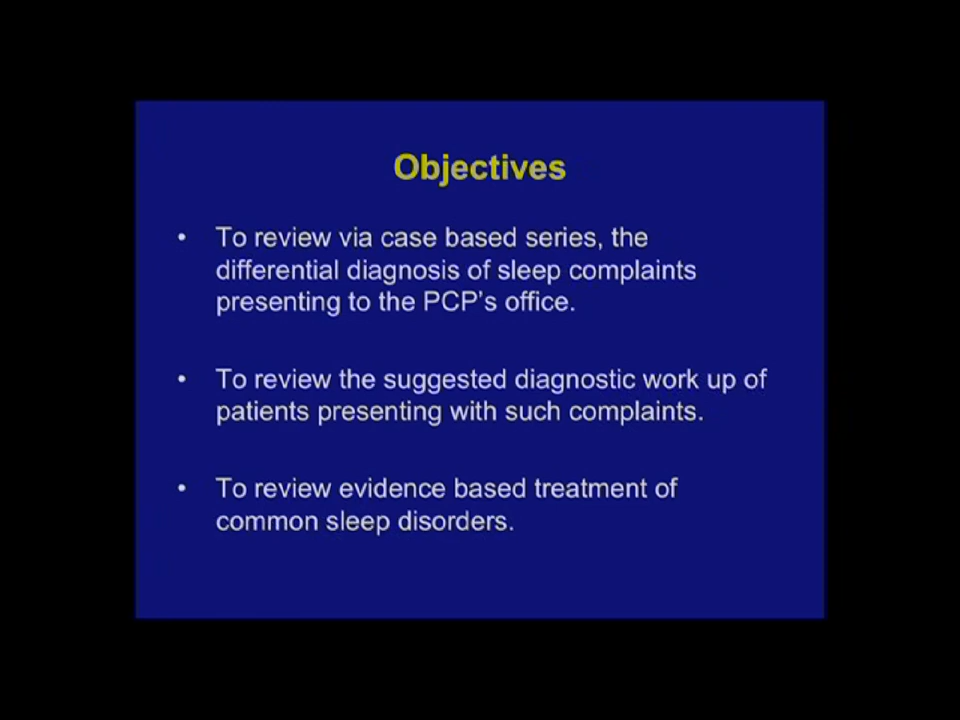 Objectives
• To review via case based series, the
differential diagnosis of sleep complaints
presenting to the PCP's office.
• To review the suggested diagnostic work up of
patients presenting with such complaints.
• To review evidence based treatment of
common sleep disorders.